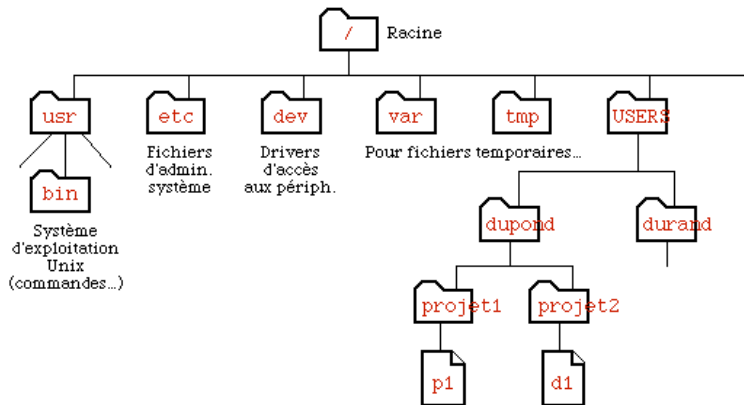 / Racine
usr etc dev var tmp USERS
Fichiers
d'admin.
système
Drivers
d'accès
aux périph.
Pour fichiers temporaires…
bin
Système
d'exploitation
Unix
(commandes…)
dupond durand
projet1 projet2
p1 d1